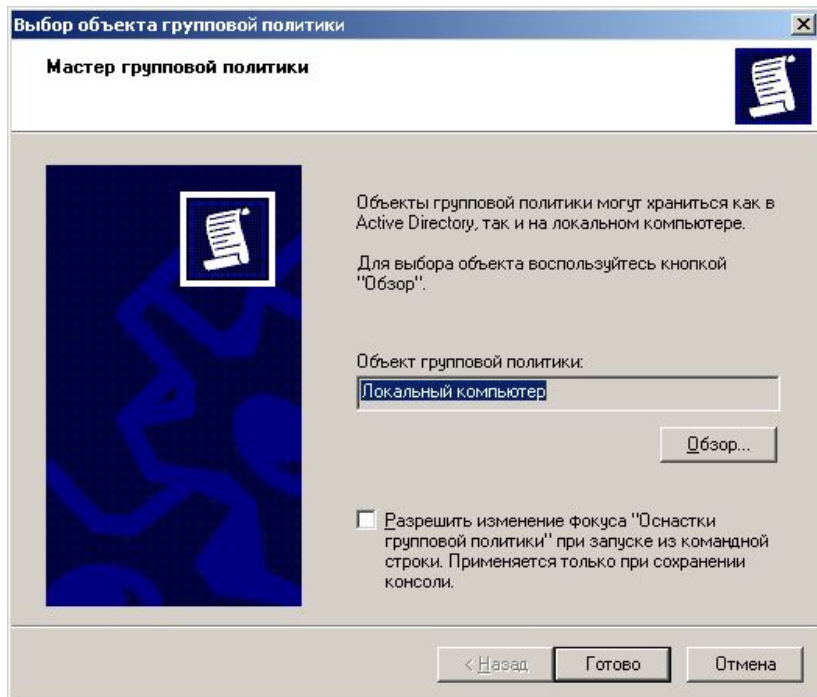 Выбор объекта групповой политики
Мастер групповой политики
Объекты групповой политики могут храниться как в
Active Directory, так и на локальном компьютере.
Для выбора объекта воспользуйтесь кнопкой
"Обзор".
Объект групповой политики:
Локальный компьютер
Обзор...
Разрешить изменение фокуса "Оснастки
групповой политики" при запуске из командной
строки. Применяется только при сохранении
консоли.
< Назад
Готово
Отмена